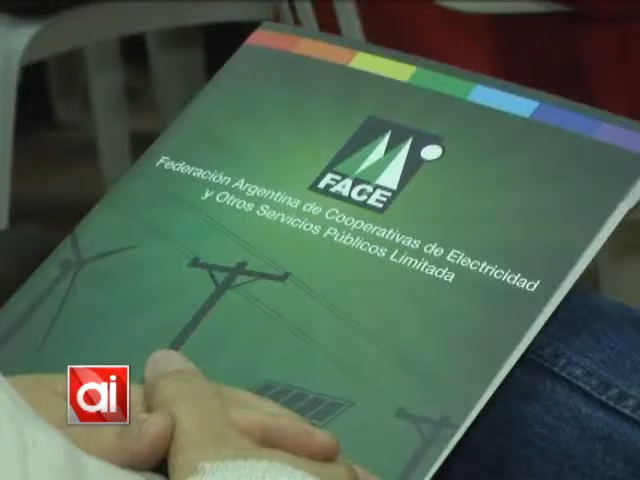 FACE
Federación Argentina de Cooperativas de Electricidad
y Otros Servicios Públicos Limitada
ai